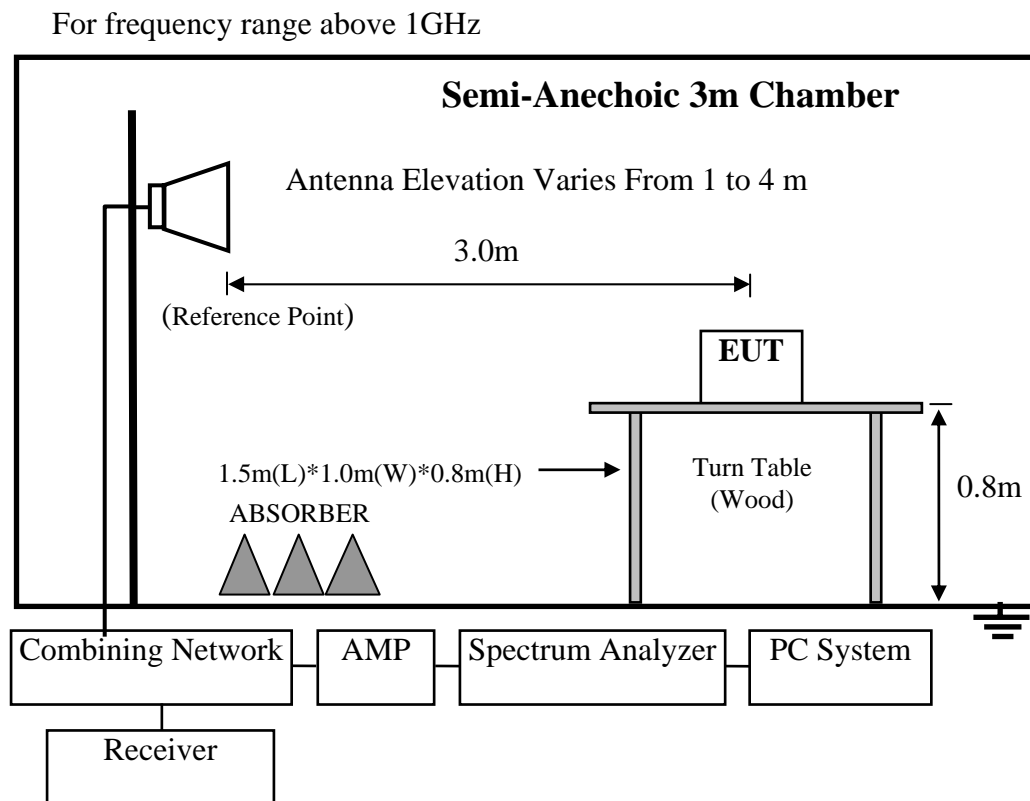 For frequency range above 1GHz
Semi-Anechoic 3m Chamber
Antenna Elevation Varies From 1 to 4 m
3.0m
(Reference Point)
EUT
1.5m(L)*1.0m(W)*0.8m(H)
Turn Table
(Wood)
0.8m
ABSORBER
Combining Network
AMP
Spectrum Analyzer
PC System
Receiver